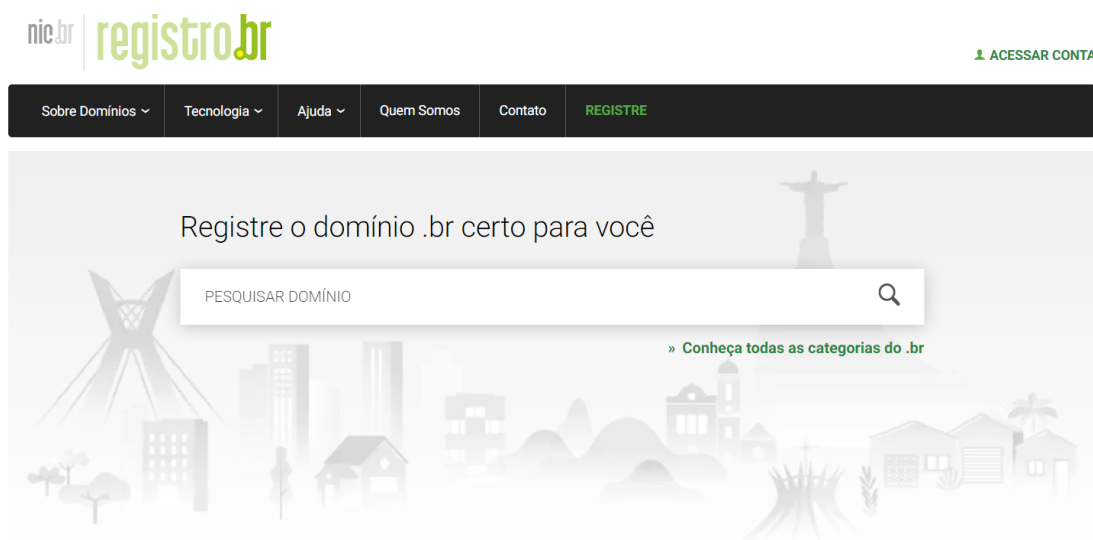 nic.br registro.br
ACESSAR CONTA
Sobre Domínios Tecnologia Ajuda Quem Somos Contato REGISTRE
Registre o domínio .br certo para você
PESQUISAR DOMÍNIO
» Conheça todas as categorias do .br